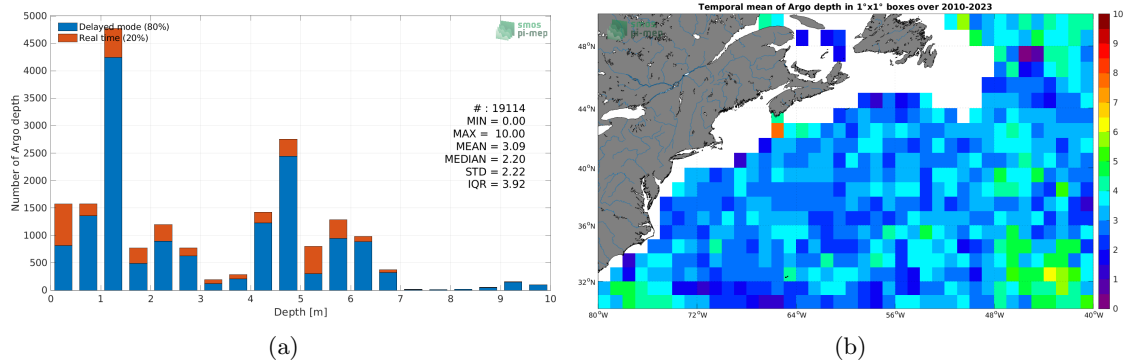 Delayed mode (80%)
Real time (20%)
smos
pi-mep
5000
4500
4000
3500
3000
2500
2000
1500
1000
500
0
Number of Argo depth
# : 19114
MIN = 0.00
MAX = 10.00
MEAN = 3.09
MEDIAN = 2.20
STD = 2.22
IQR = 3.92
0 1 2 3 4 5 6 7 8 9 10
Depth [m]
(a)
Temporal mean of Argo depth in 1°x1° boxes over 2010-2023
smos
pi-mep
48°N
44°N
40°N
36°N
32°N
80°W 72°W 64°W 56°W 48°W 40°W
10
9
8
7
6
5
4
3
2
1
0
(b)